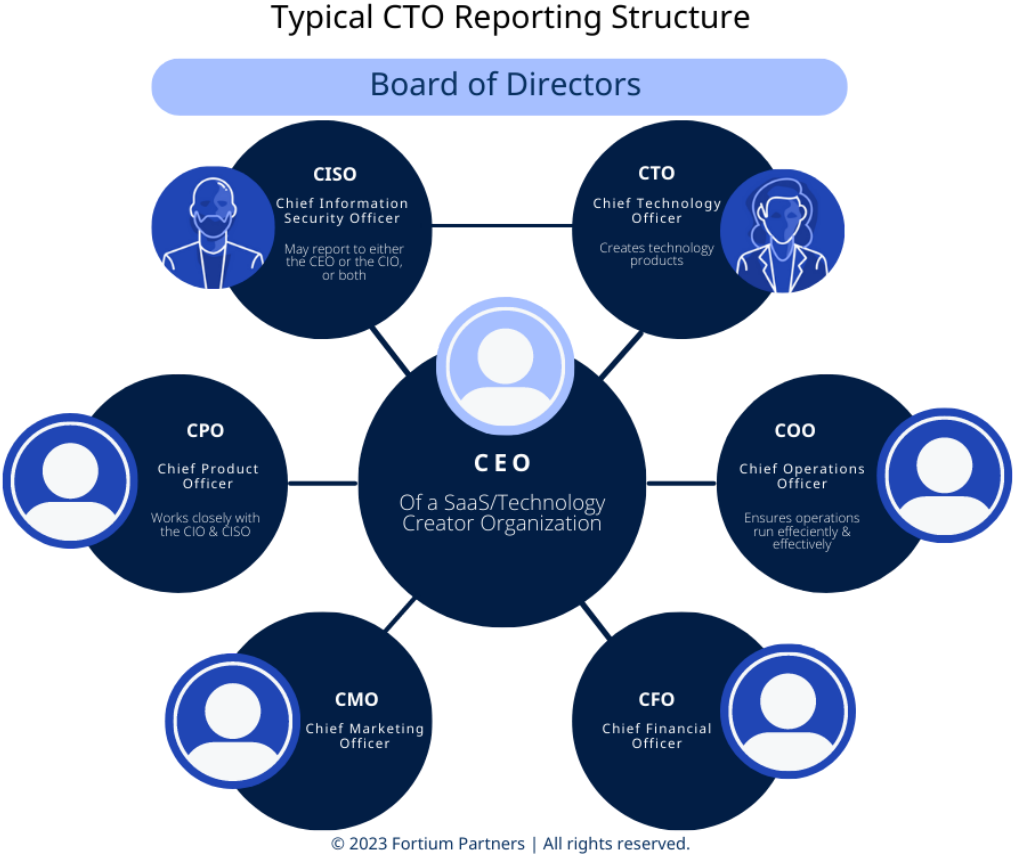 Typical CTO Reporting Structure
Board of Directors
CISO
Chief Information
Security Officer
May report to either
the CEO or the CIO,
or both
CTO
Chief Technology
Officer
Creates technology
products
CPO
Chief Product
Officer
Works closely with
the CIO & CISO
CEO
Of a SaaS/Technology
Creator Organization
COO
Chief Operations
Officer
Ensures operations
run effeciently &
effectively
CMO
Chief Marketing
Officer
CFO
Chief Financial
Officer
© 2023 Fortium Partners | All rights reserved.